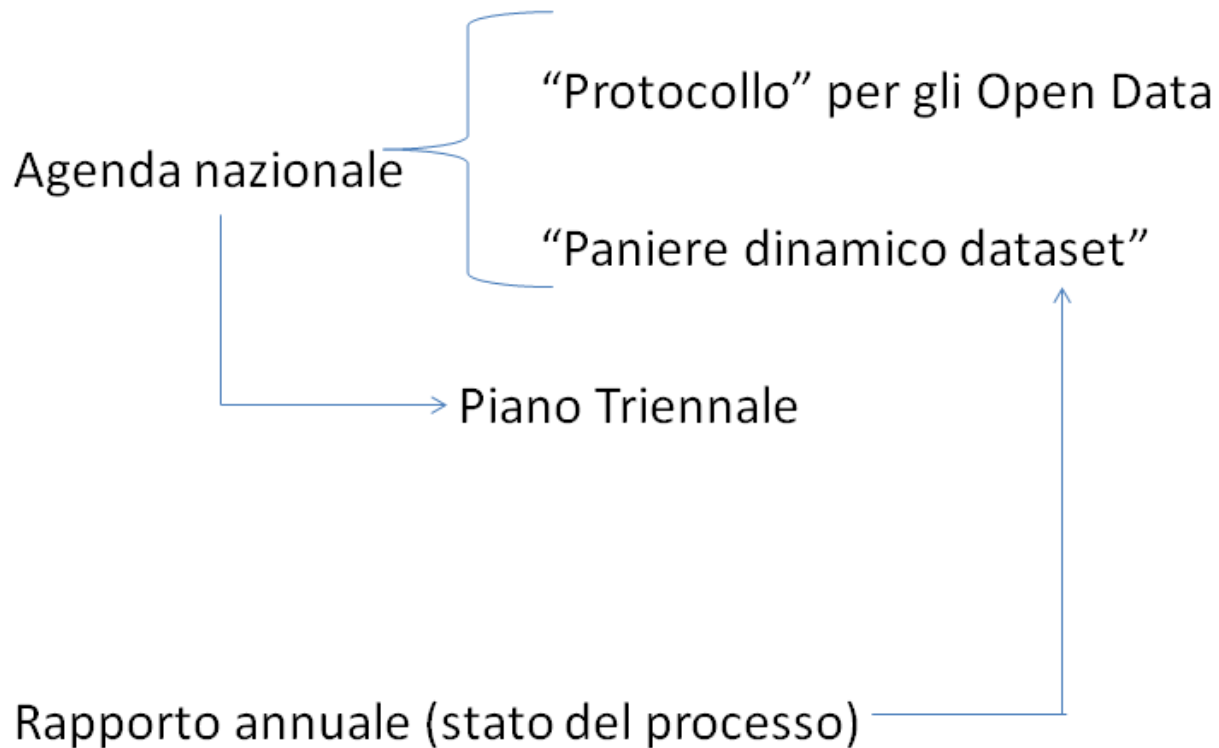 “Protocollo” per gli Open Data
Agenda nazionale
“Paniere dinamico dataset”
Piano Triennale
Rapporto annuale (stato del processo)